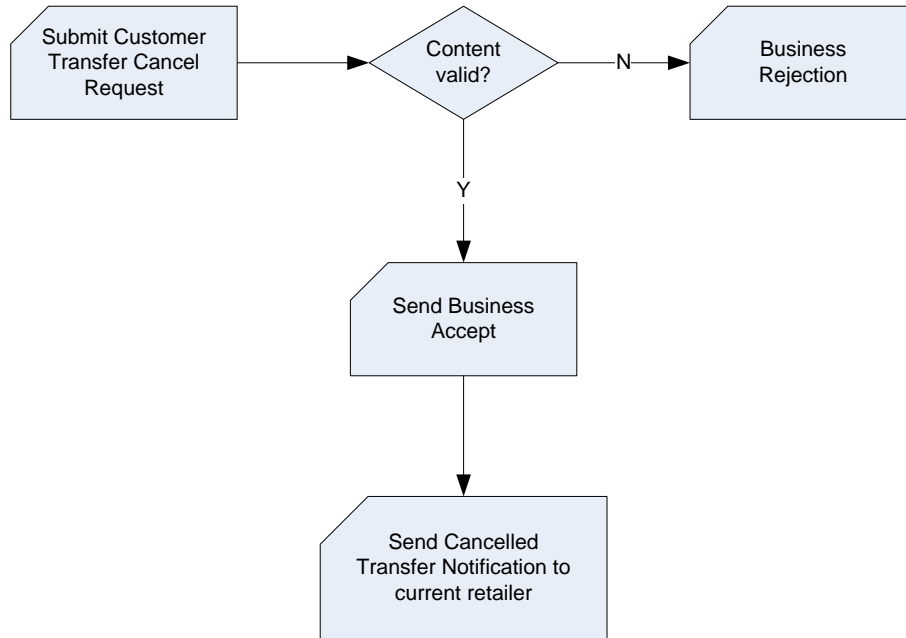 Submit Customer
Transfer Cancel
Request
Content
valid?
N
Business
Rejection
Y
Send Business
Accept
Send Cancelled
Transfer Notification to
current retailer